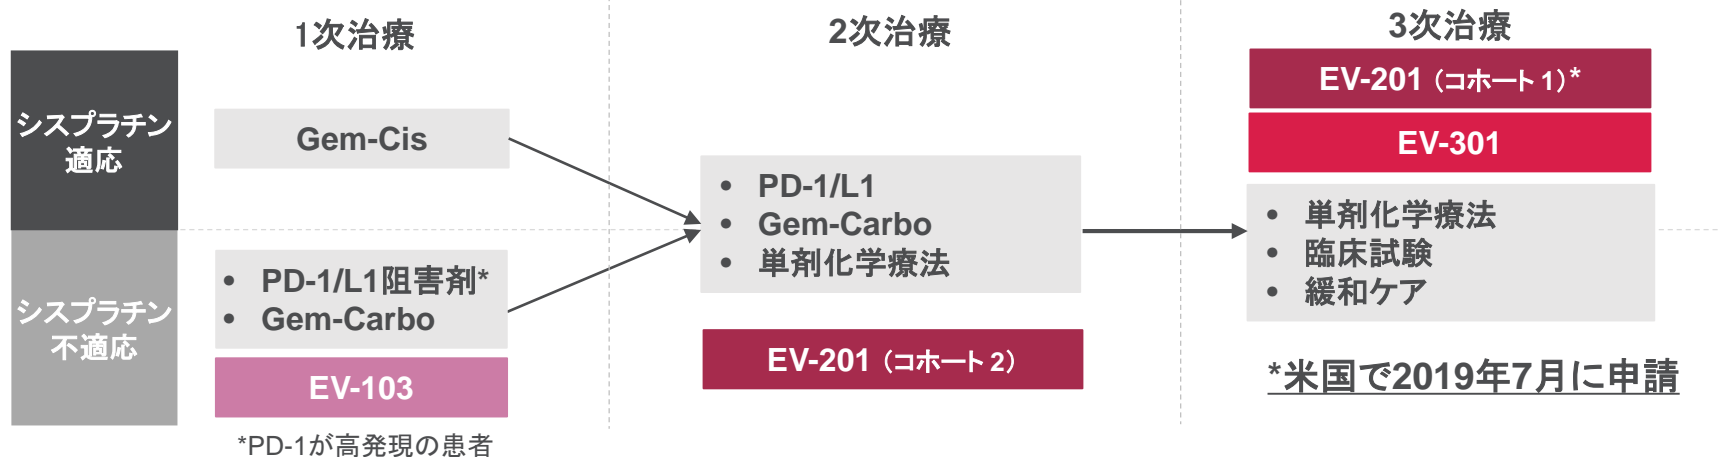 1次治療
2次治療
3次治療
シスプラチン
適応
Gem-Cis
• PD-1/L1
• Gem-Carbo
• 単剤化学療法
EV-201（コホート 1）*
EV-301
• 単剤化学療法
• 臨床試験
• 緩和ケア
シスプラチン
不適応
• PD-1/L1阻害剤*
• Gem-Carbo
EV-103
EV-201（コホート 2）
*米国で2019年7月に申請
*PD-1が高発現の患者